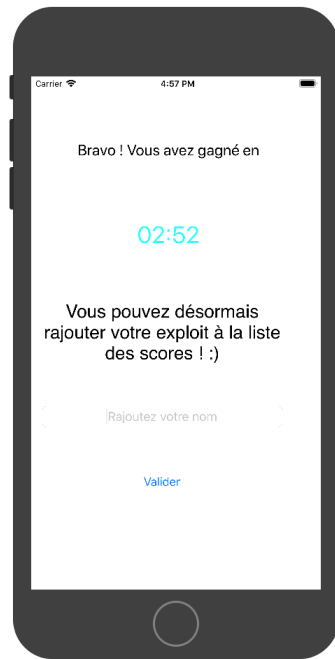 Carrier 4:57 PM
Bravo ! Vous avez gagné en
02:52
Vous pouvez désormais
rajouter votre exploit à la liste
des scores ! :)
Rajoutez votre nom
Valider